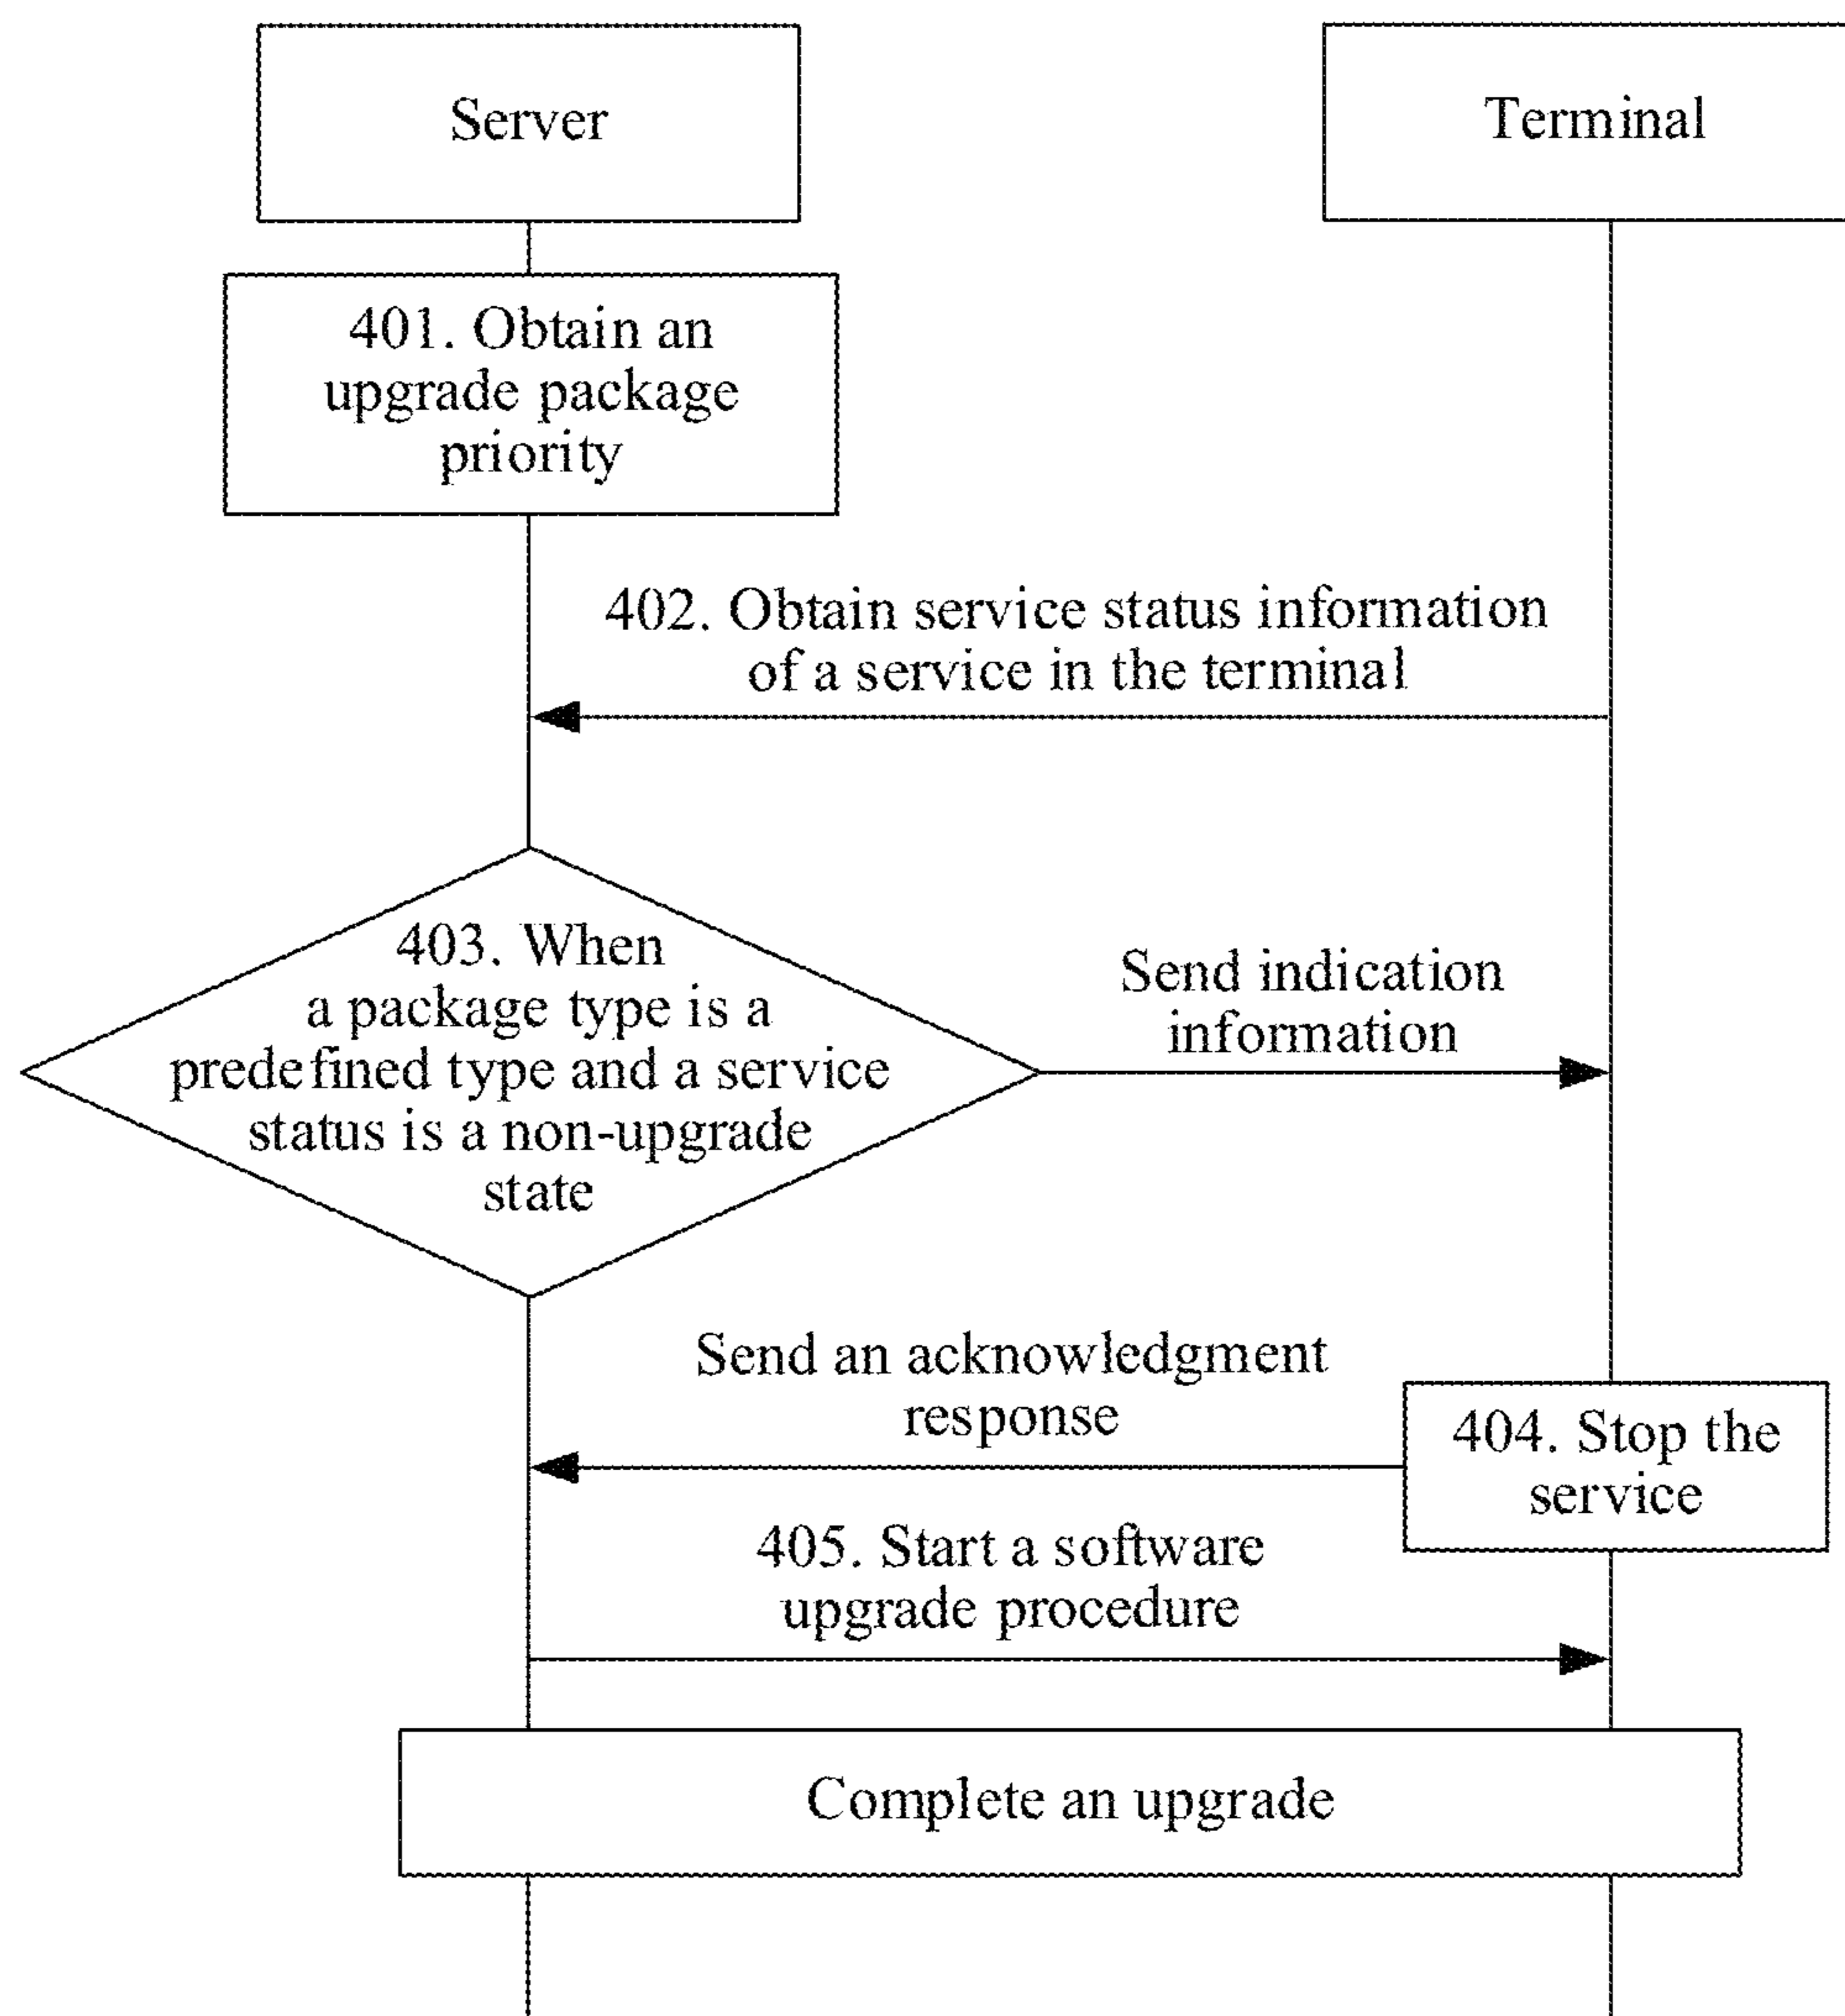 Server
Terminal
401. Obtain an
upgrade package
priority
402. Obtain service status information
of a service in the terminal
403. When
a package type is a
predefined type and a service
status is a non-upgrade
state
Send indication
information
Send an acknowledgment
response
404. Stop the
service
405. Start a software
upgrade procedure
Complete an upgrade